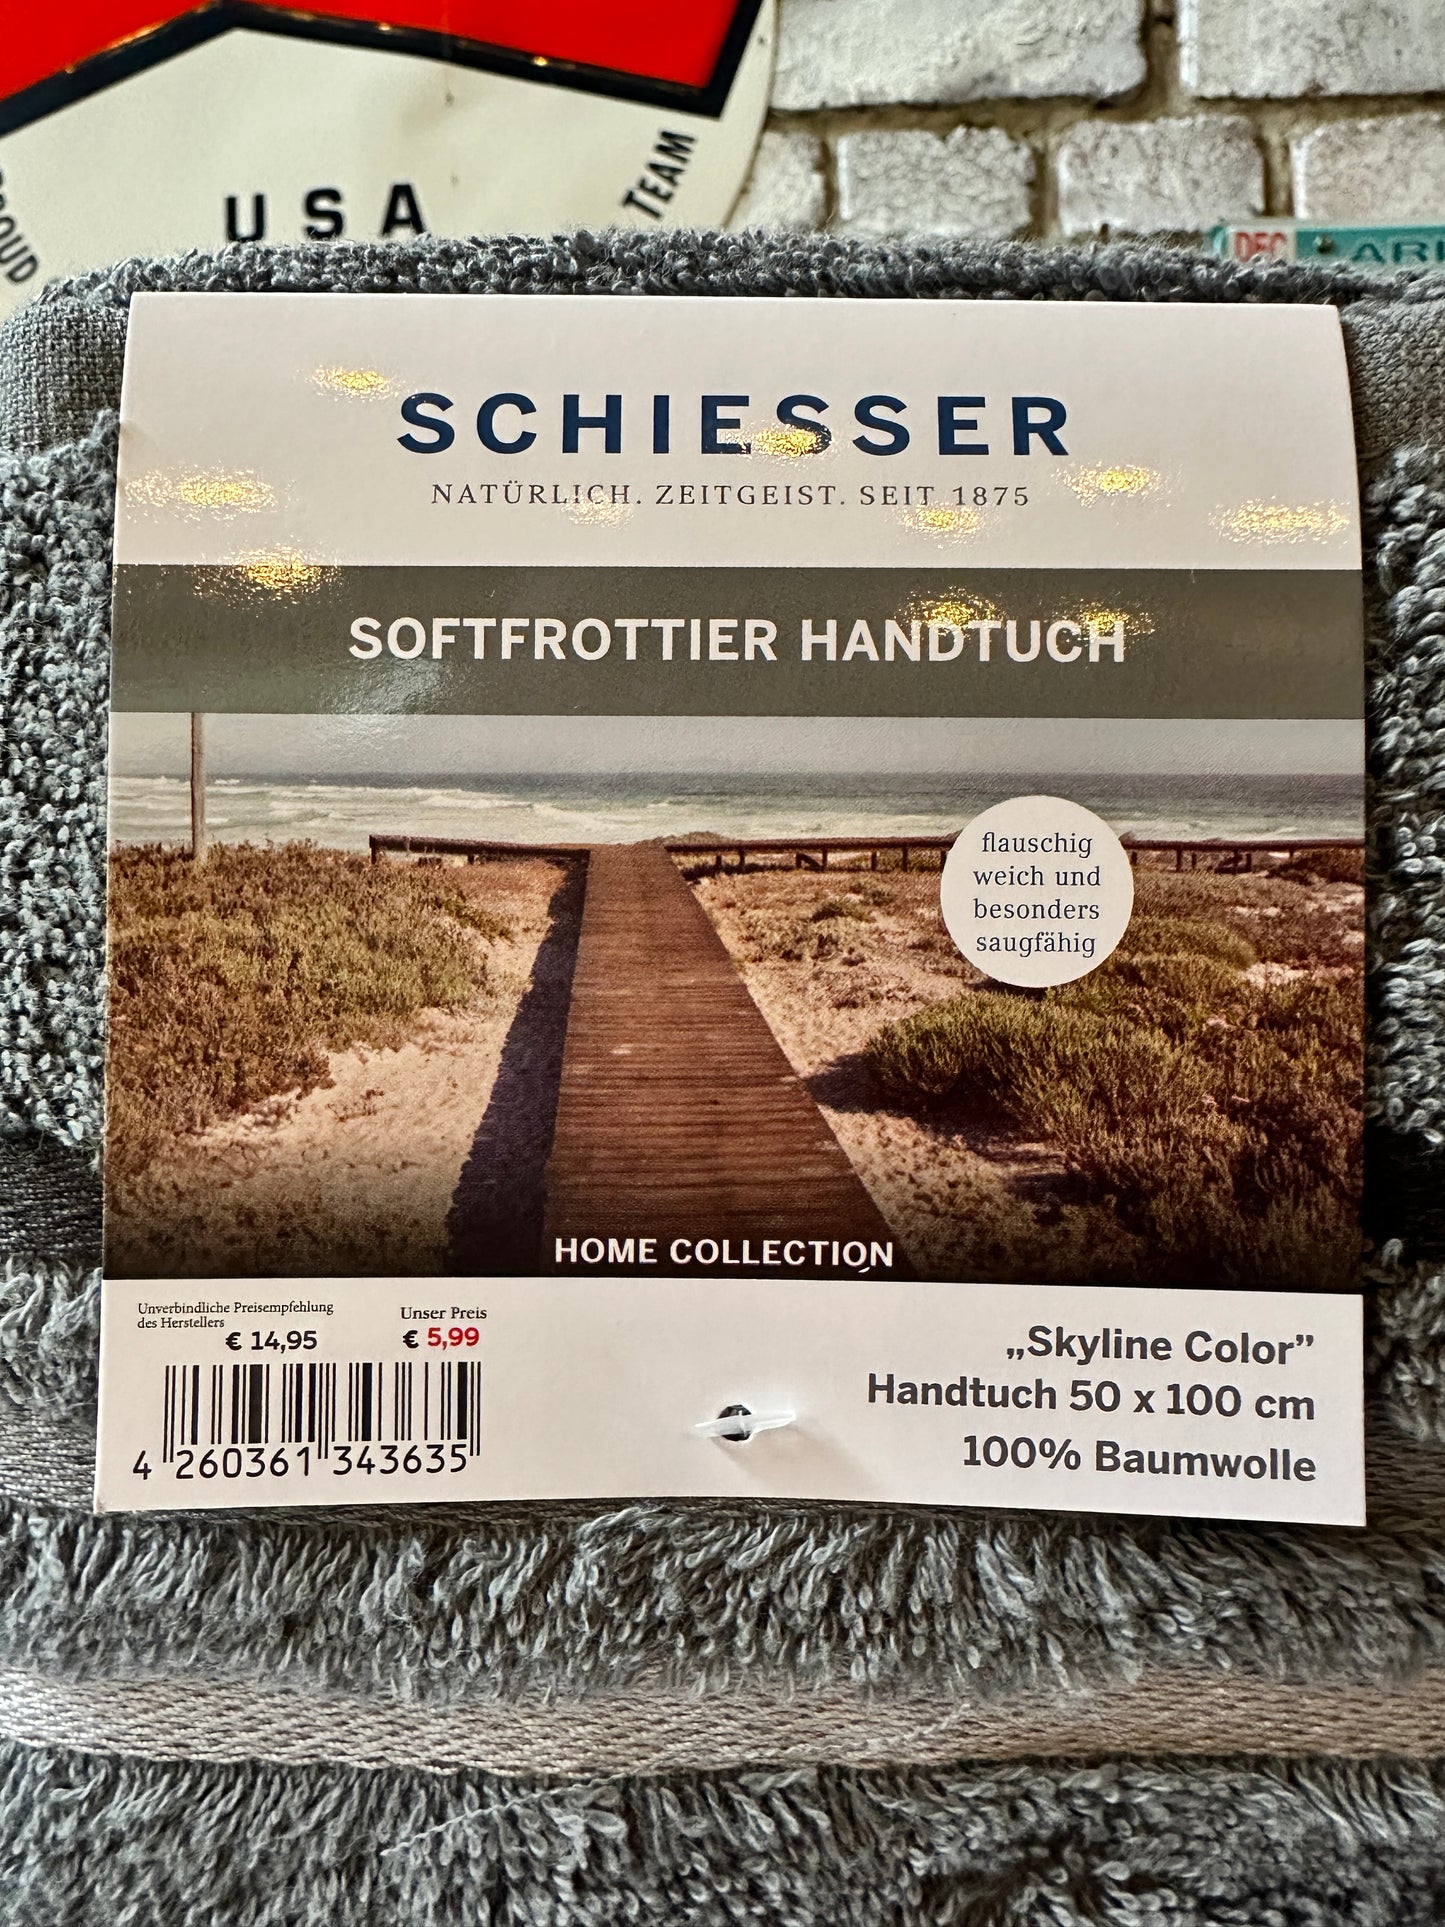 USA
TEAM
DEC
SCHIESSER
NATÜRLICH. ZEITGEIST. SEIT 1875
SOFTFROTTIER HANDTUCH
flauschig
weich und
besonders
saugfähig
HOME COLLECTION
Unverbindliche Preisempfehlung
des Herstellers
€ 14,95
Unser Preis
€ 5,99
4 260361 343635
„Skyline Color”
Handtuch 50 x 100 cm
100% Baumwolle